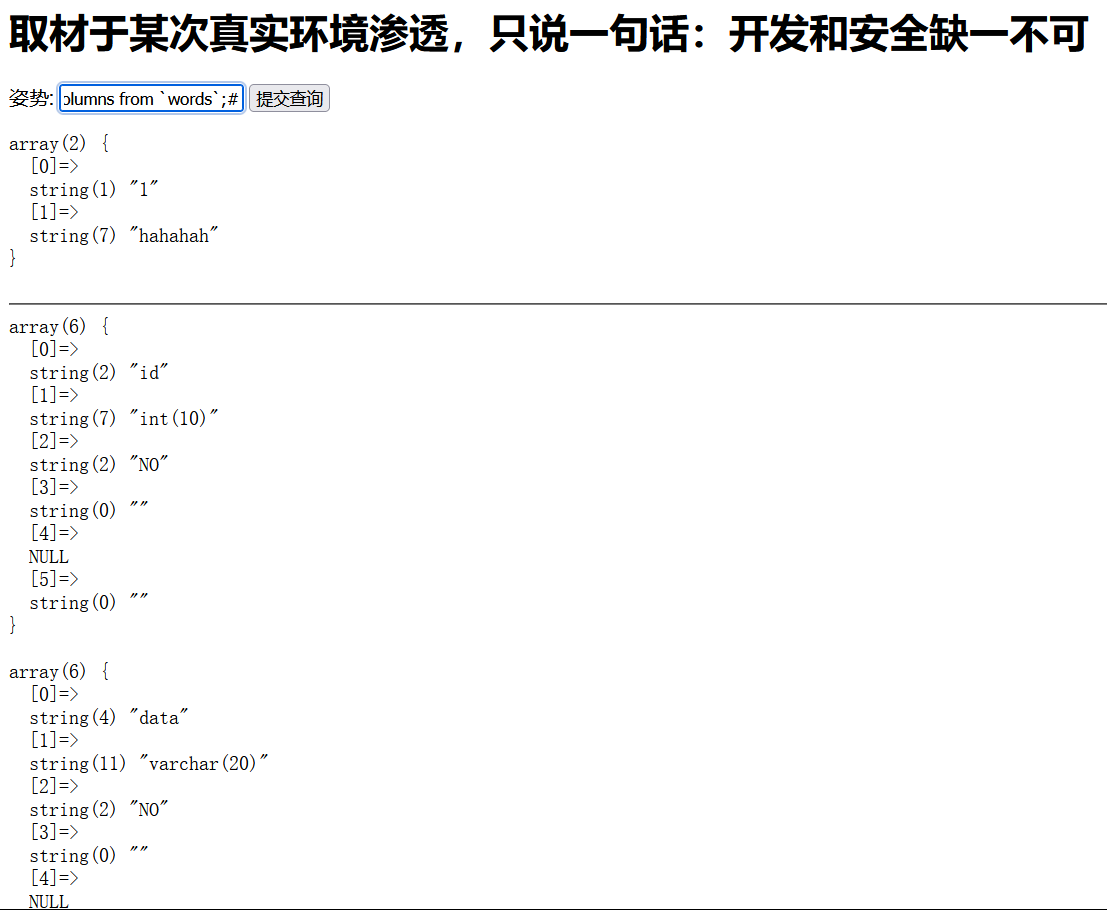 取材于某次真实环境渗透，只说一句话：开发和安全缺一不可
姿势: olumns from `words`;# 提交查询
array(2) {
[0]=>
string(1) "1"
[1]=>
string(7) "hahahah"
}
array(6) {
[0]=>
string(2) "id"
[1]=>
string(7) "int(10)"
[2]=>
string(2) "NO"
[3]=>
string(0) ""
[4]=>
NULL
[5]=>
string(0) ""
}
array(6) {
[0]=>
string(4) "data"
[1]=>
string(11) "varchar(20)"
[2]=>
string(2) "NO"
[3]=>
string(0) ""
[4]=>
NULL